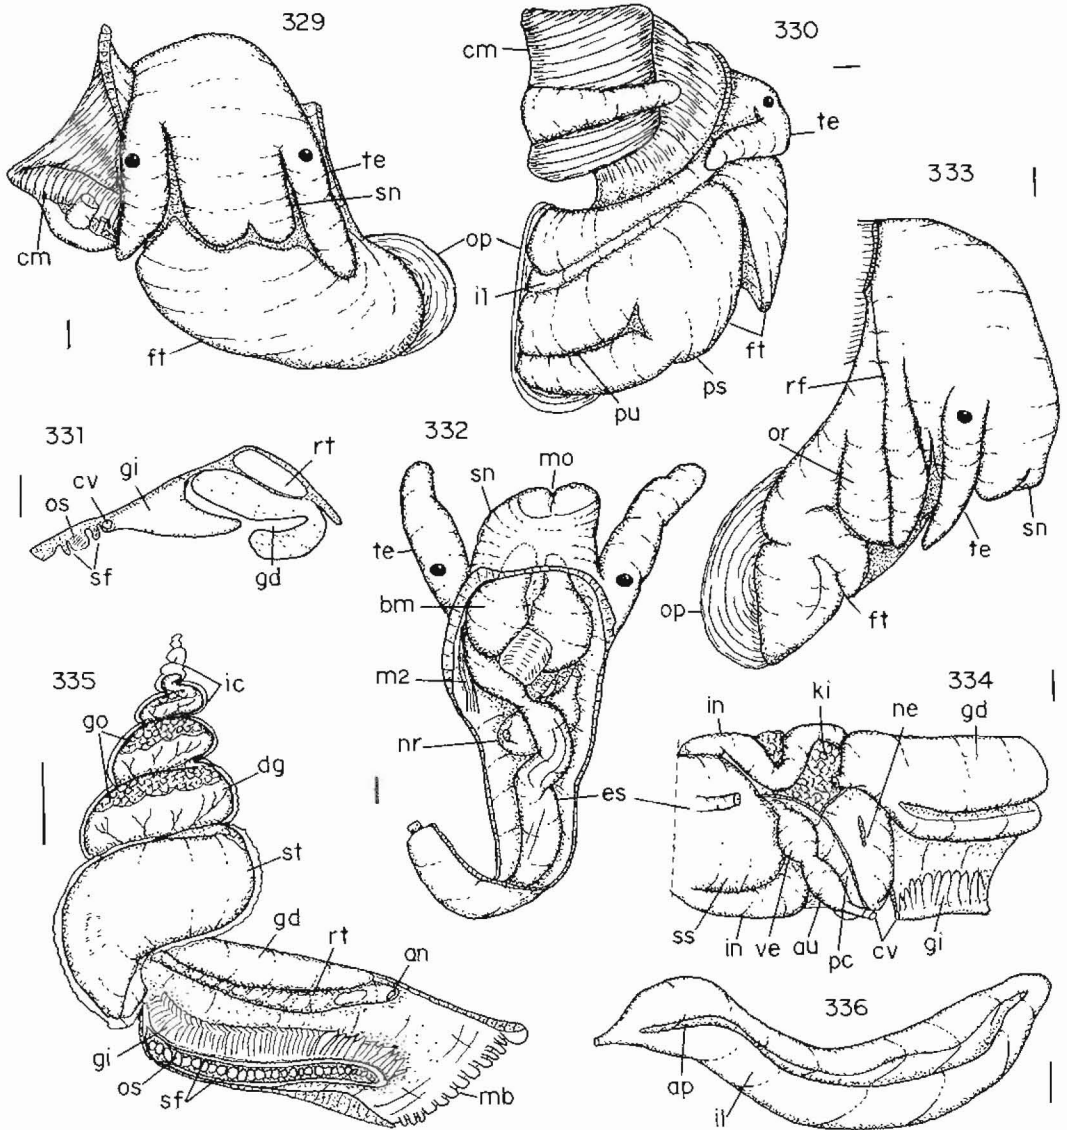 329
cm
te
sn
op
ft
330
cm
te
il
ft
ps
pu
333
rf
or
sn
te
op
ft
331
os
cv
gi
rt
sf
gd
332
mo
sn
te
bm
m2
nr
es
335
ic
go
dg
st
gd
rt
an
gi
os
sf
mb
334
in
ki
ne
gd
ss
in
ve
au
pc
cv
gi
336
ap
il